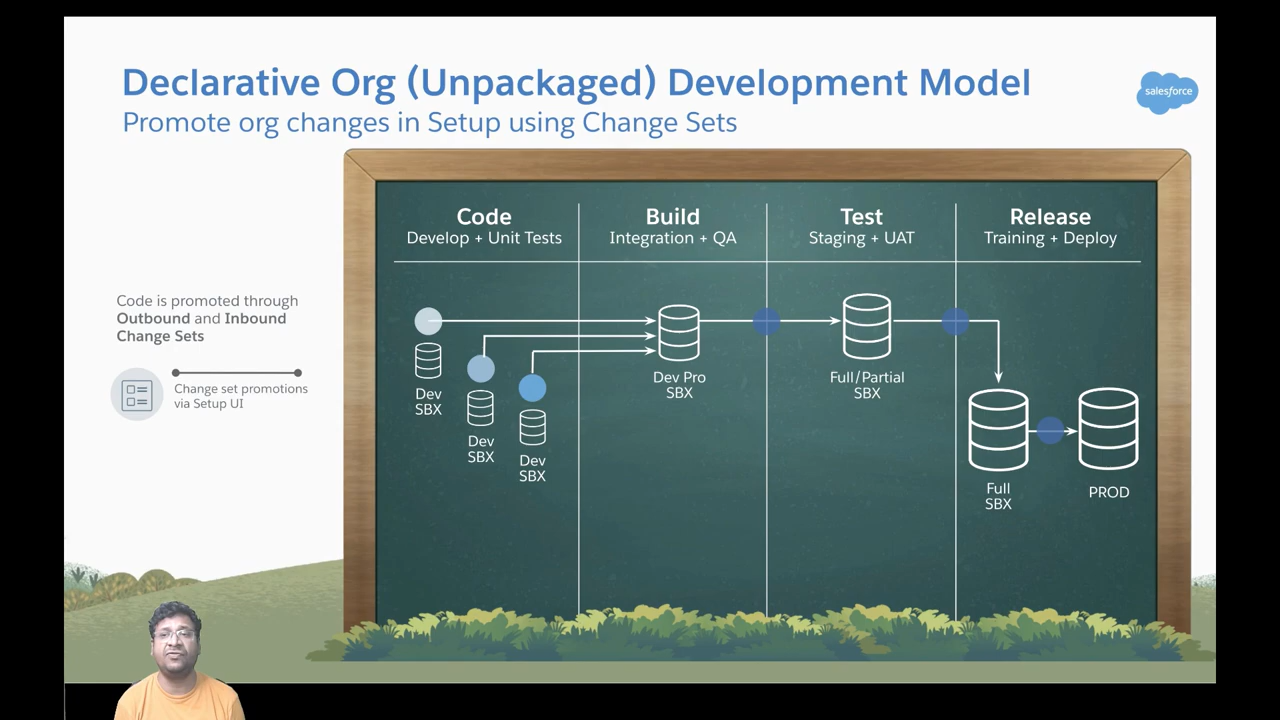 Declarative Org (Unpackaged) Development Model
Promote org changes in Setup using Change Sets
salesforce
Code
Develop + Unit Tests
Build
Integration + QA
Test
Staging + UAT
Release
Training + Deploy
Code is promoted through
Outbound and Inbound
Change Sets
Change set promotions
via Setup UI
Dev
SBX
Dev
SBX
Dev
SBX
Dev Pro
SBX
Full/Partial
SBX
Full
SBX
PROD